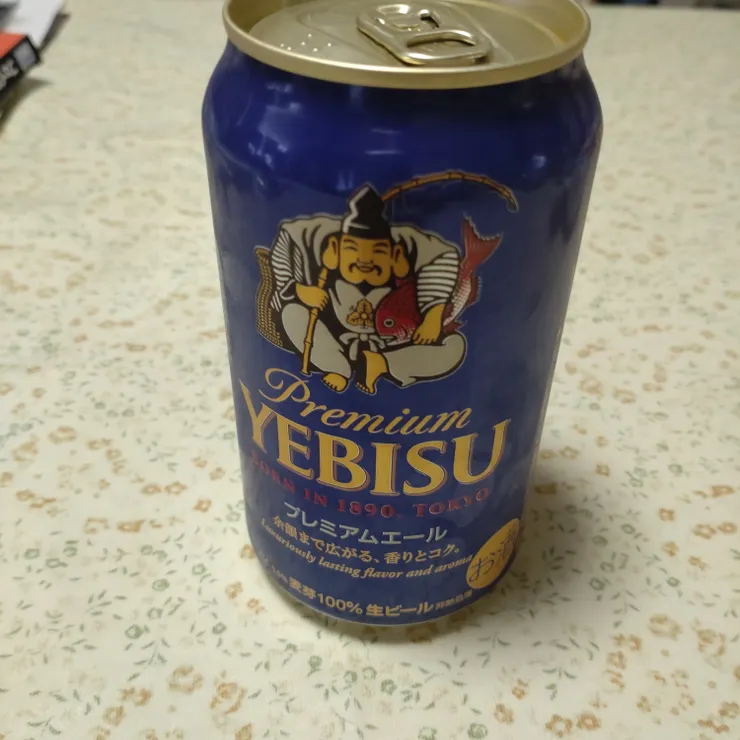 Premium
YEBISU
BORN IN 1890, TOKYO
プレミアムエール
余韻まで広がる、香りとコク。
Luxuriously lasting flavor and aroma
お酒
麦芽100% 生ビール